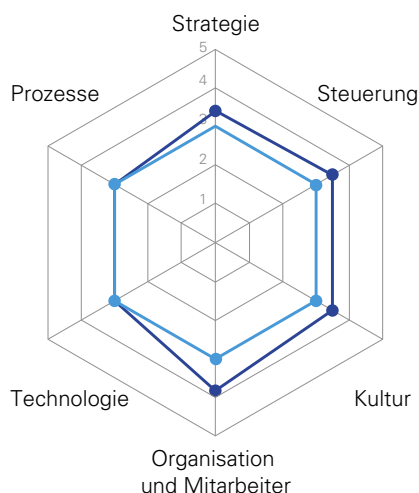 Strategie
5
4
3
2
1
Prozesse
Steuerung
Technologie
Kultur
Organisation
und Mitarbeiter